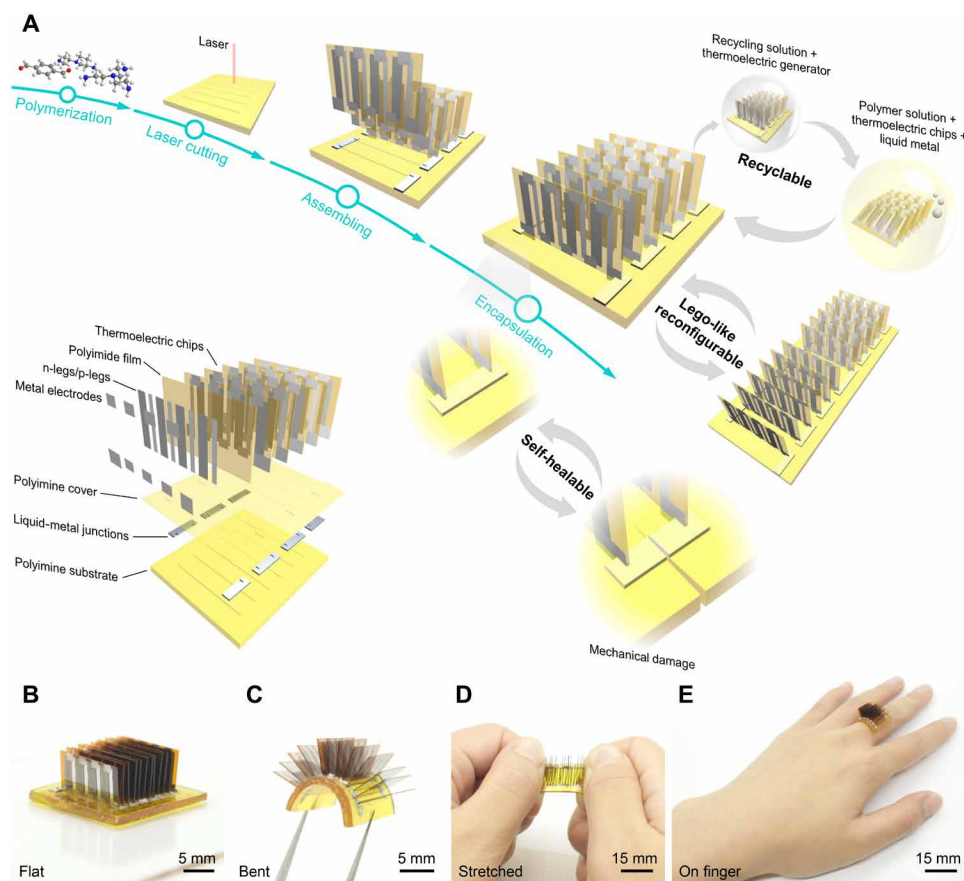 A
Laser
Polymerization
Laser cutting
Assembling
Encapsulation
Recycling solution +
thermoelectric generator
Recyclable
Polymer solution +
thermoelectric chips +
liquid metal
Lego-like
reconfigurable
Self-healable
Mechanical damage
Thermoelectric chips
Polyimide film
n-legs/p-legs
Metal electrodes
Polyimine cover
Liquid-metal junctions
Polyimine substrate
B
Flat
5 mm
C
Bent
5 mm
D
Stretched
15 mm
E
On finger
15 mm